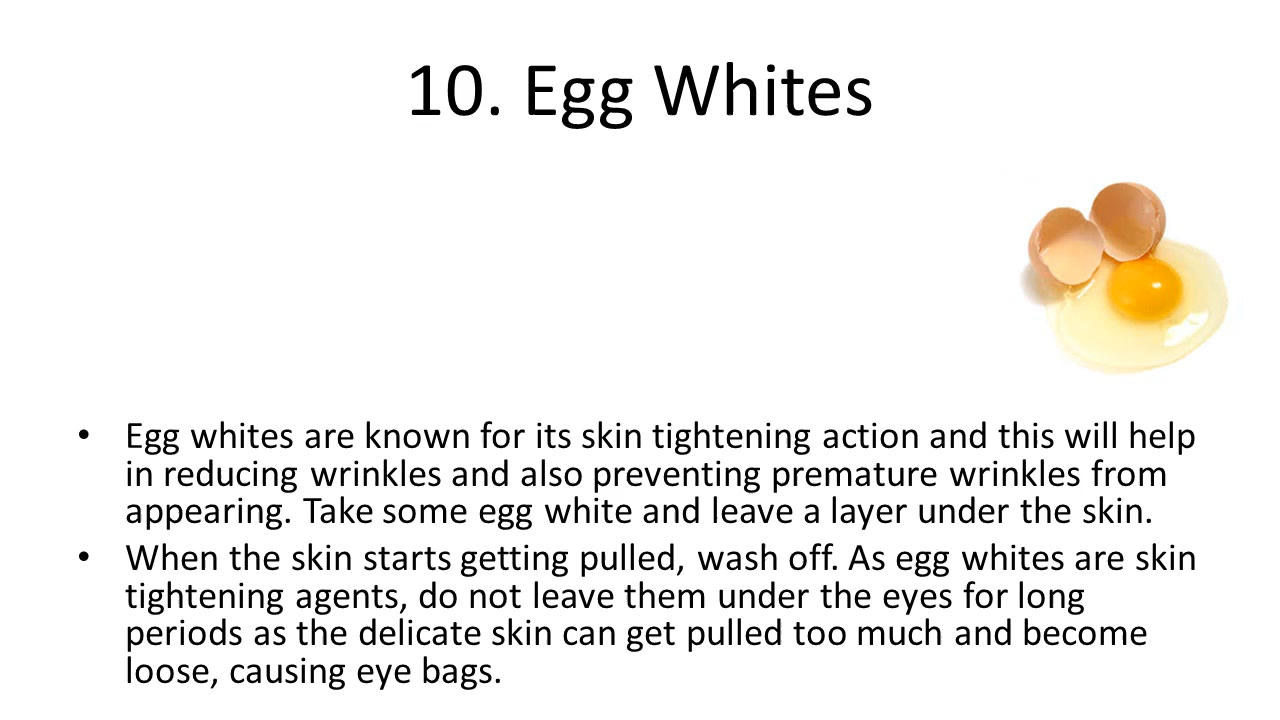 10. Egg Whites
• Egg whites are known for its skin tightening action and this will help
in reducing wrinkles and also preventing premature wrinkles from
appearing. Take some egg white and leave a layer under the skin.
• When the skin starts getting pulled, wash off. As egg whites are skin
tightening agents, do not leave them under the eyes for long
periods as the delicate skin can get pulled too much and become
loose, causing eye bags.